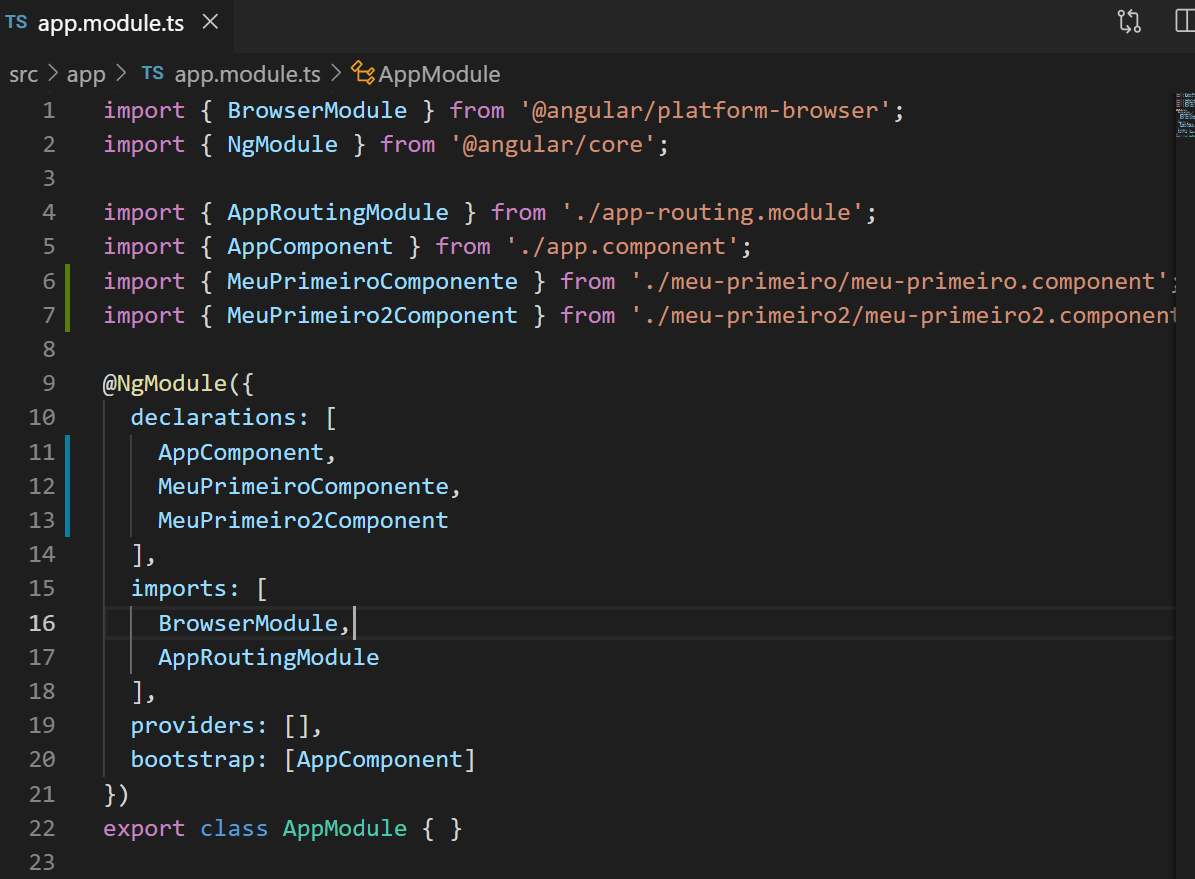 TS app.module.ts ×
src > app > TS app.module.ts > AppModule
1 import { BrowserModule } from '@angular/platform-browser';
2 import { NgModule } from '@angular/core';
3
4 import { AppRoutingModule } from './app-routing.module';
5 import { AppComponent } from './app.component';
6 import { MeuPrimeiroComponente } from './meu-primeiro/meu-primeiro.component';
7 import { MeuPrimeiro2Component } from './meu-primeiro2/meu-primeiro2.component
8
9 @NgModule({
10   declarations: [
11     AppComponent,
12     MeuPrimeiroComponente,
13     MeuPrimeiro2Component
14   ],
15   imports: [
16     BrowserModule,
17     AppRoutingModule
18   ],
19   providers: [],
20   bootstrap: [AppComponent]
21 })
22 export class AppModule { }
23